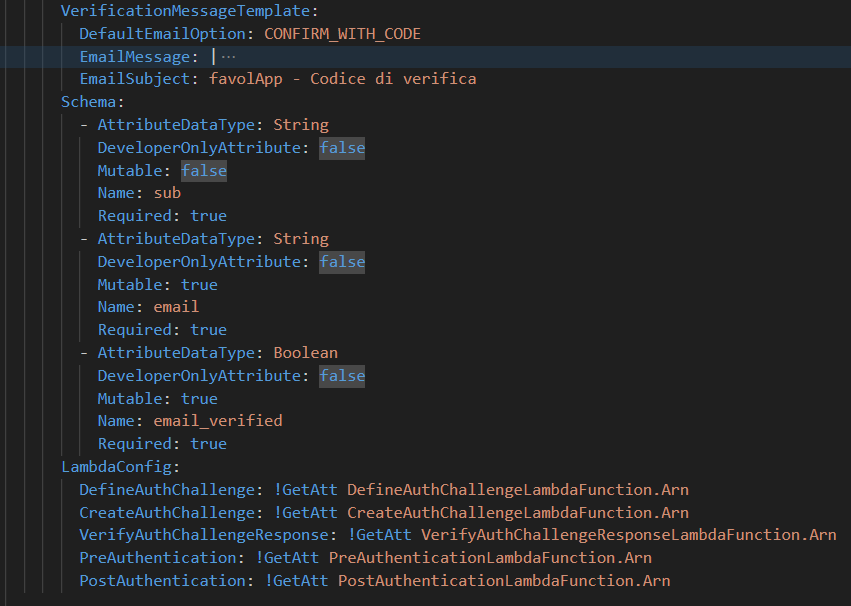 VerificationMessageTemplate:
DefaultEmailOption: CONFIRM_WITH_CODE
EmailMessage: |···
EmailSubject: favolApp - Codice di verifica
Schema:
- AttributeDataType: String
DeveloperOnlyAttribute: false
Mutable: false
Name: sub
Required: true
- AttributeDataType: String
DeveloperOnlyAttribute: false
Mutable: true
Name: email
Required: true
- AttributeDataType: Boolean
DeveloperOnlyAttribute: false
Mutable: true
Name: email_verified
Required: true
LambdaConfig:
DefineAuthChallenge: !GetAtt DefineAuthChallengeLambdaFunction.Arn
CreateAuthChallenge: !GetAtt CreateAuthChallengeLambdaFunction.Arn
VerifyAuthChallengeResponse: !GetAtt VerifyAuthChallengeResponseLambdaFunction.Arn
PreAuthentication: !GetAtt PreAuthenticationLambdaFunction.Arn
PostAuthentication: !GetAtt PostAuthenticationLambdaFunction.Arn